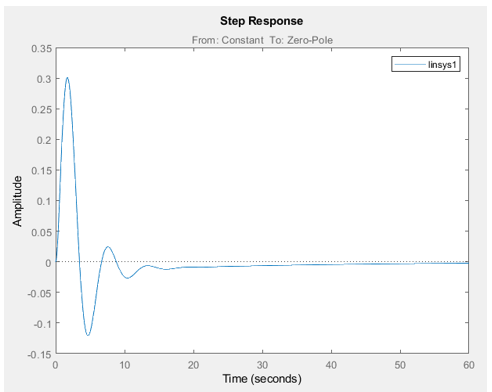 Step Response
From: Constant To: Zero-Pole
linsys1
0.35
0.3
0.25
0.2
0.15
0.1
0.05
0
-0.05
-0.1
-0.15
Amplitude
0 10 20 30 40 50 60
Time (seconds)